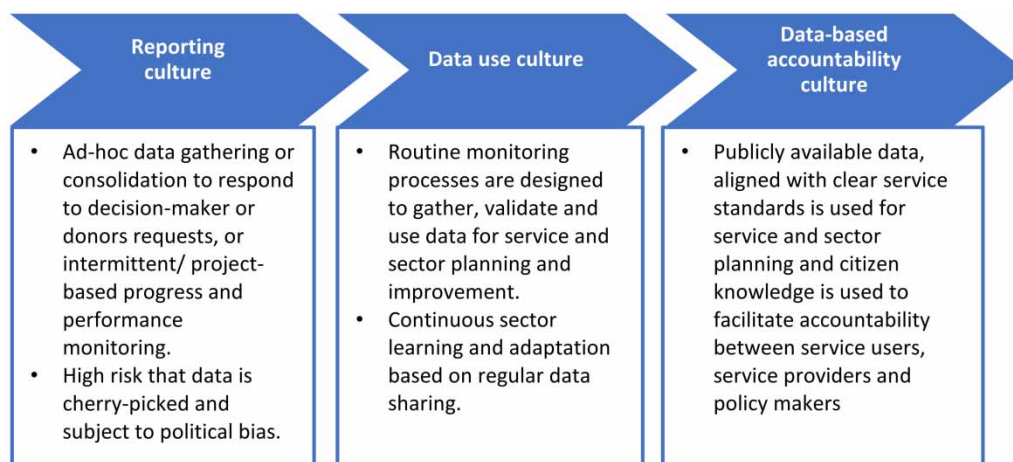 Reporting
culture
• Ad-hoc data gathering or
consolidation to respond
to decision-maker or
donors requests, or
intermittent/ project-
based progress and
performance
monitoring.
• High risk that data is
cherry-picked and
subject to political bias.
Data use culture
• Routine monitoring
processes are designed
to gather, validate and
use data for service and
sector planning and
improvement.
• Continuous sector
learning and adaptation
based on regular data
sharing.
Data-based
accountability
culture
• Publicly available data,
aligned with clear service
standards is used for
service and sector
planning and citizen
knowledge is used to
facilitate accountability
between service users,
service providers and
policy makers